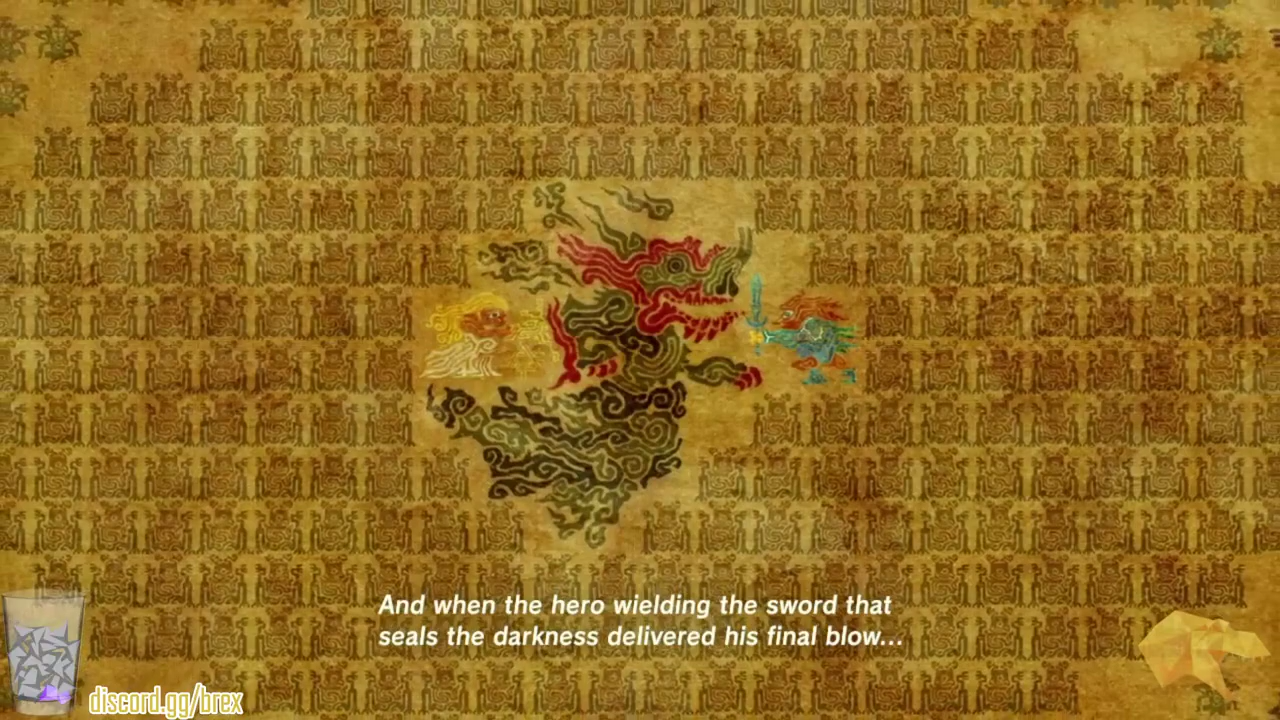 And when the hero wielding the sword that
seals the darkness delivered his final blow...
discord.gg/brex